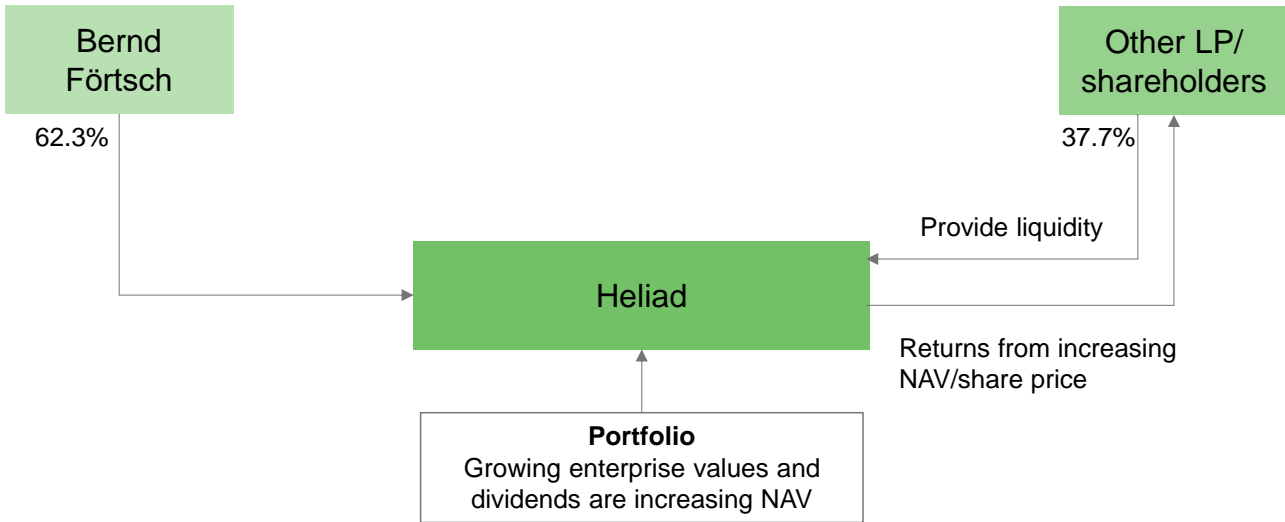 Bernd
Förtsch
Other LP/
shareholders
62.3%
37.7%
Provide liquidity
Heliad
Returns from increasing
NAV/share price
Portfolio
Growing enterprise values and
dividends are increasing NAV